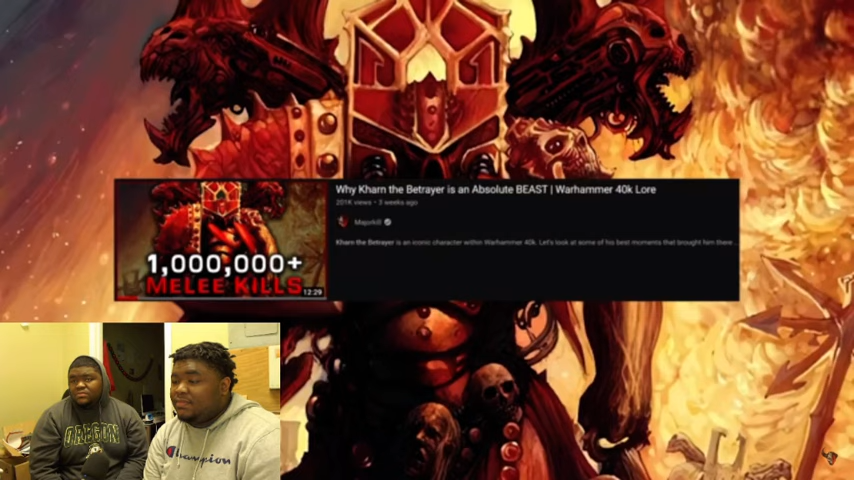 Why Kharn the Betrayer is an Absolute BEAST | Warhammer 40k Lore
201K views • 3 weeks ago
Majorkill
Kharn the Betrayer is an iconic character within Warhammer 40k. Let's look at some of his best moments that brought him there ...
1,000,000+
MELEE KILLS
12:29
OREGON
Champion